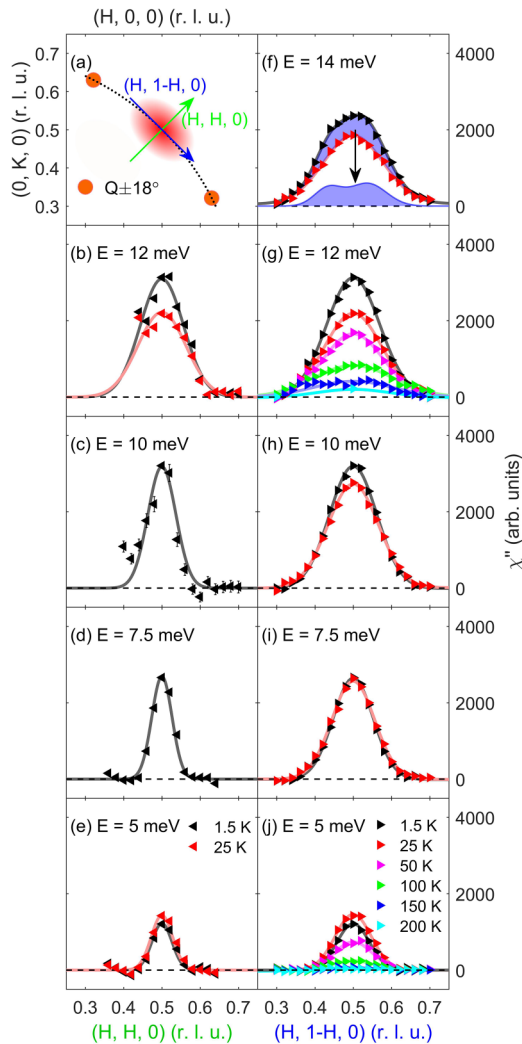 (H, 0, 0) (r. l. u.)
(0, K, 0) (r. l. u.)
0.7
0.6
0.5
0.4
0.3
(a)
(H, 1-H, 0)
(H, H, 0)
Q±18°
(f) E = 14 meV
4000
2000
0
(b) E = 12 meV
(g) E = 12 meV
4000
2000
0
(c) E = 10 meV
(h) E = 10 meV
4000
2000
0
χ'' (arb. units)
(d) E = 7.5 meV
(i) E = 7.5 meV
4000
2000
0
(e) E = 5 meV
1.5 K
25 K
(j) E = 5 meV
1.5 K
25 K
50 K
100 K
150 K
200 K
4000
2000
0
0.3 0.4 0.5 0.6 0.7
0.3 0.4 0.5 0.6 0.7
(H, H, 0) (r. l. u.)
(H, 1-H, 0) (r. l. u.)